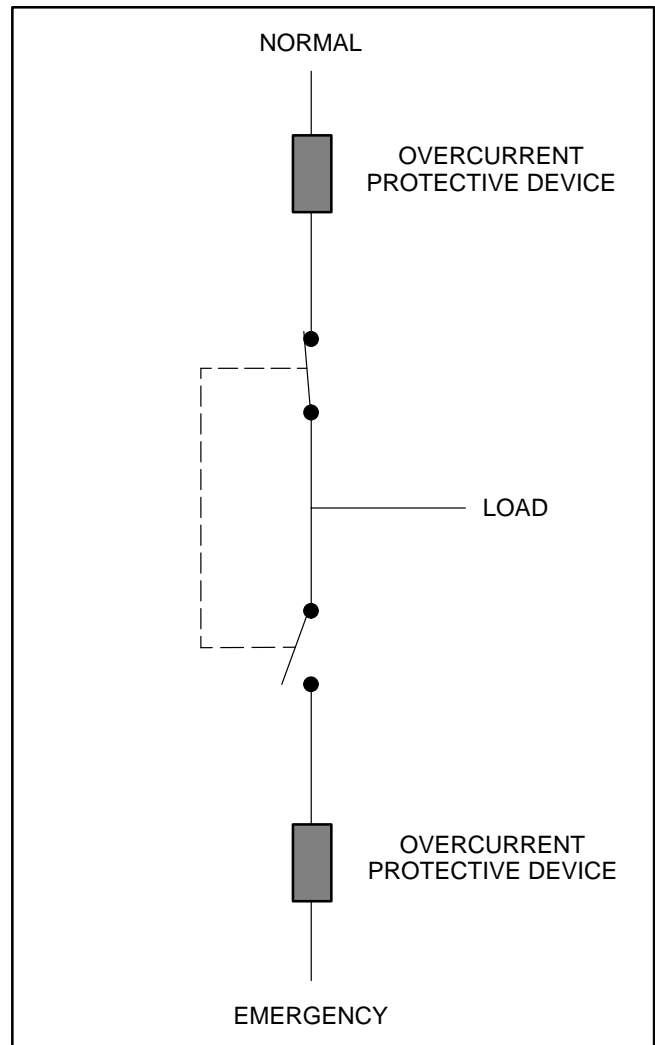 NORMAL
OVERCURRENT
PROTECTIVE DEVICE
LOAD
OVERCURRENT
PROTECTIVE DEVICE
EMERGENCY